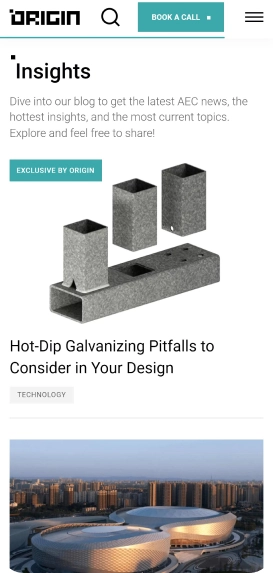 ORIGIN
BOOK A CALL
Insights
Dive into our blog to get the latest AEC news, the
hottest insights, and the most current topics.
Explore and feel free to share!
EXCLUSIVE BY ORIGIN
Hot-Dip Galvanizing Pitfalls to
Consider in Your Design
TECHNOLOGY